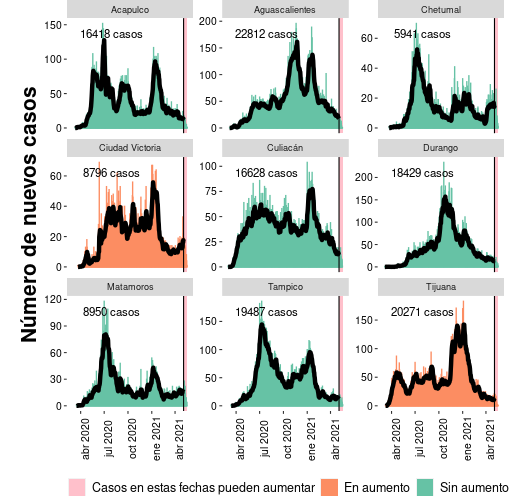 Número de nuevos casos
Acapulco
Aguascalientes
Chetumal
16418 casos
22812 casos
5941 casos
150
100
50
0
200
150
100
50
0
60
40
20
0
Ciudad Victoria
Culiacán
Durango
8796 casos
16628 casos
18429 casos
60
40
20
0
100
75
50
25
0
200
150
100
50
0
Matamoros
Tampico
Tijuana
8950 casos
19487 casos
20271 casos
120
90
60
30
0
150
100
50
0
150
100
50
0
abr 2020
jul 2020
oct 2020
ene 2021
abr 2021
abr 2020
jul 2020
oct 2020
ene 2021
abr 2021
abr 2020
jul 2020
oct 2020
ene 2021
abr 2021
Casos en estas fechas pueden aumentar
En aumento
Sin aumento